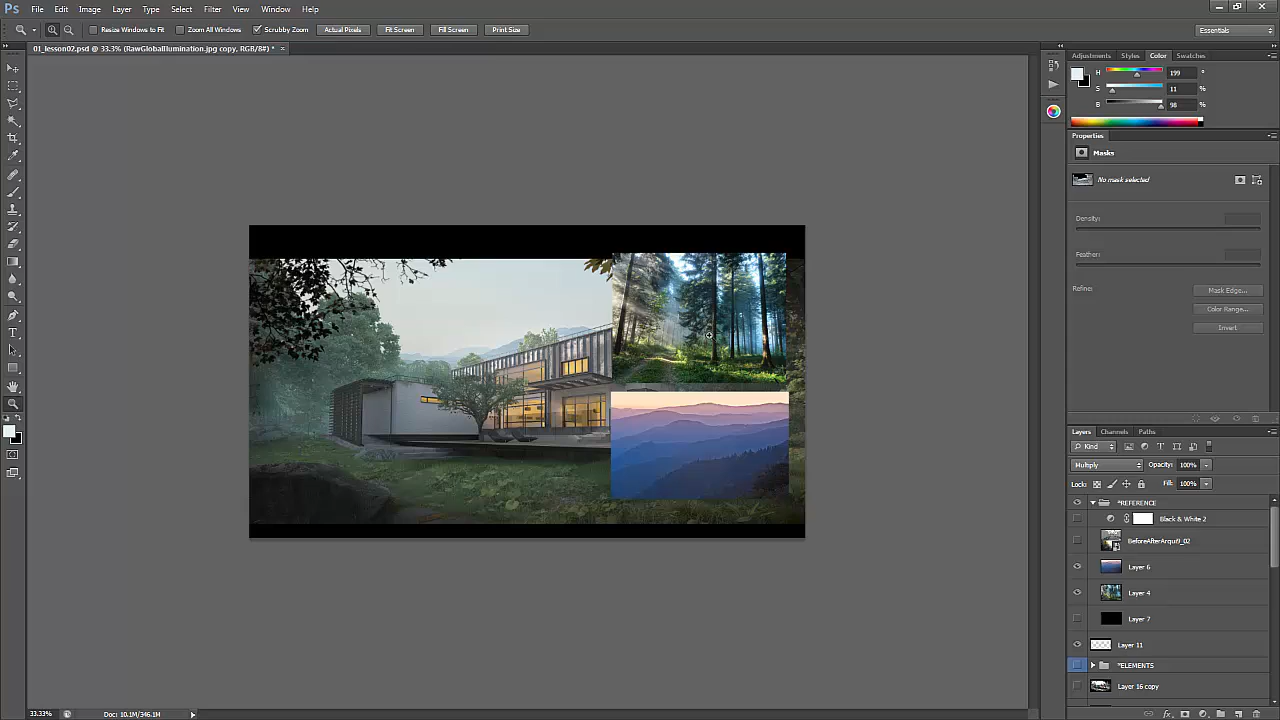 Ps File Edit Image Layer Type Select Filter View Window Help
Resize Windows to Fit Zoom All Windows Scrubby Zoom Actual Pixels Fit Screen Fill Screen Print Size Essentials
01_lesson02.psd @ 33.3% (RawGlobalIllumination.jpg copy, RGB/8#) * ×
Adjustments Styles Color Swatches
H 199 °
S 11 %
B 98 %
Properties
Masks
No mask selected
Density:
Feather:
Refine: Mask Edge...
Color Range...
Invert
Layers Channels Paths
Kind
Multiply Opacity: 100%
Lock: Fill: 100%
*REFERENCE
Black & White 2
Layer 6
Layer 4
Layer 7
Layer 11
*ELEMENTS
Layer 16 copy
33.33% Doc: 10.1M/346.1M